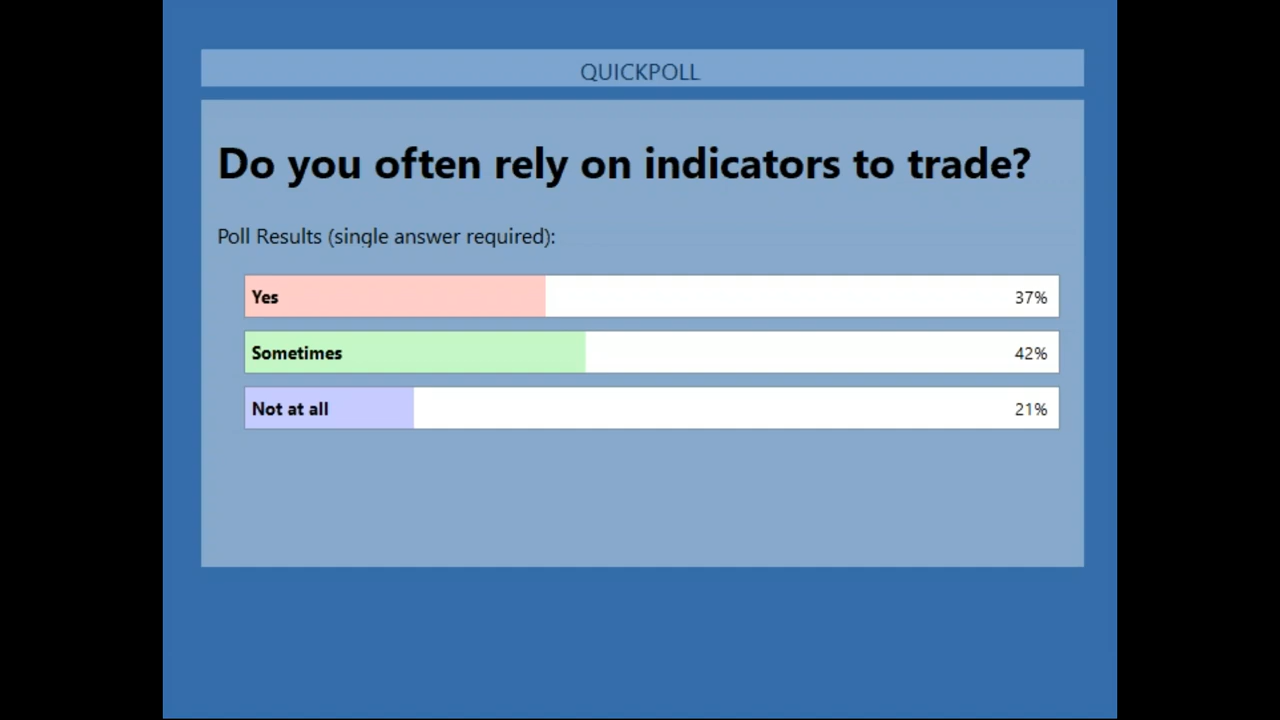 QUICKPOLL
Do you often rely on indicators to trade?
Poll Results (single answer required):
Yes 37%
Sometimes 42%
Not at all 21%